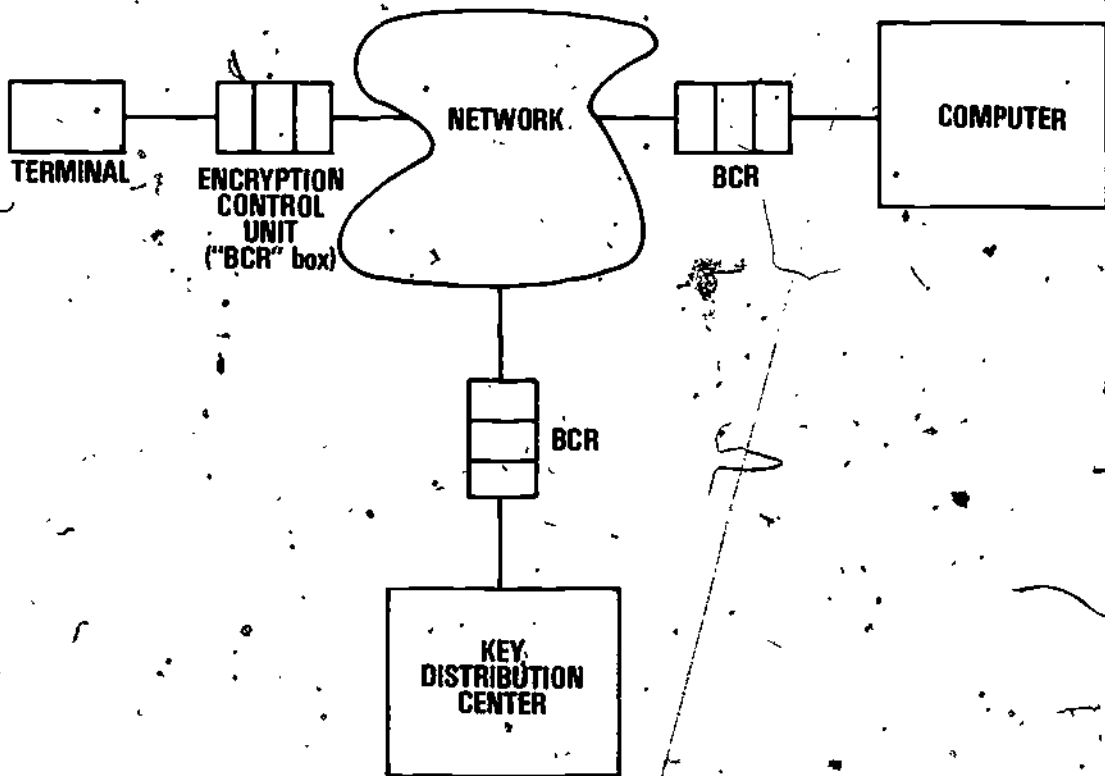 TERMINAL
ENCRYPTION
CONTROL
UNIT
("BCR" box)
NETWORK
BCR
COMPUTER
BCR
KEY
DISTRIBUTION
CENTER